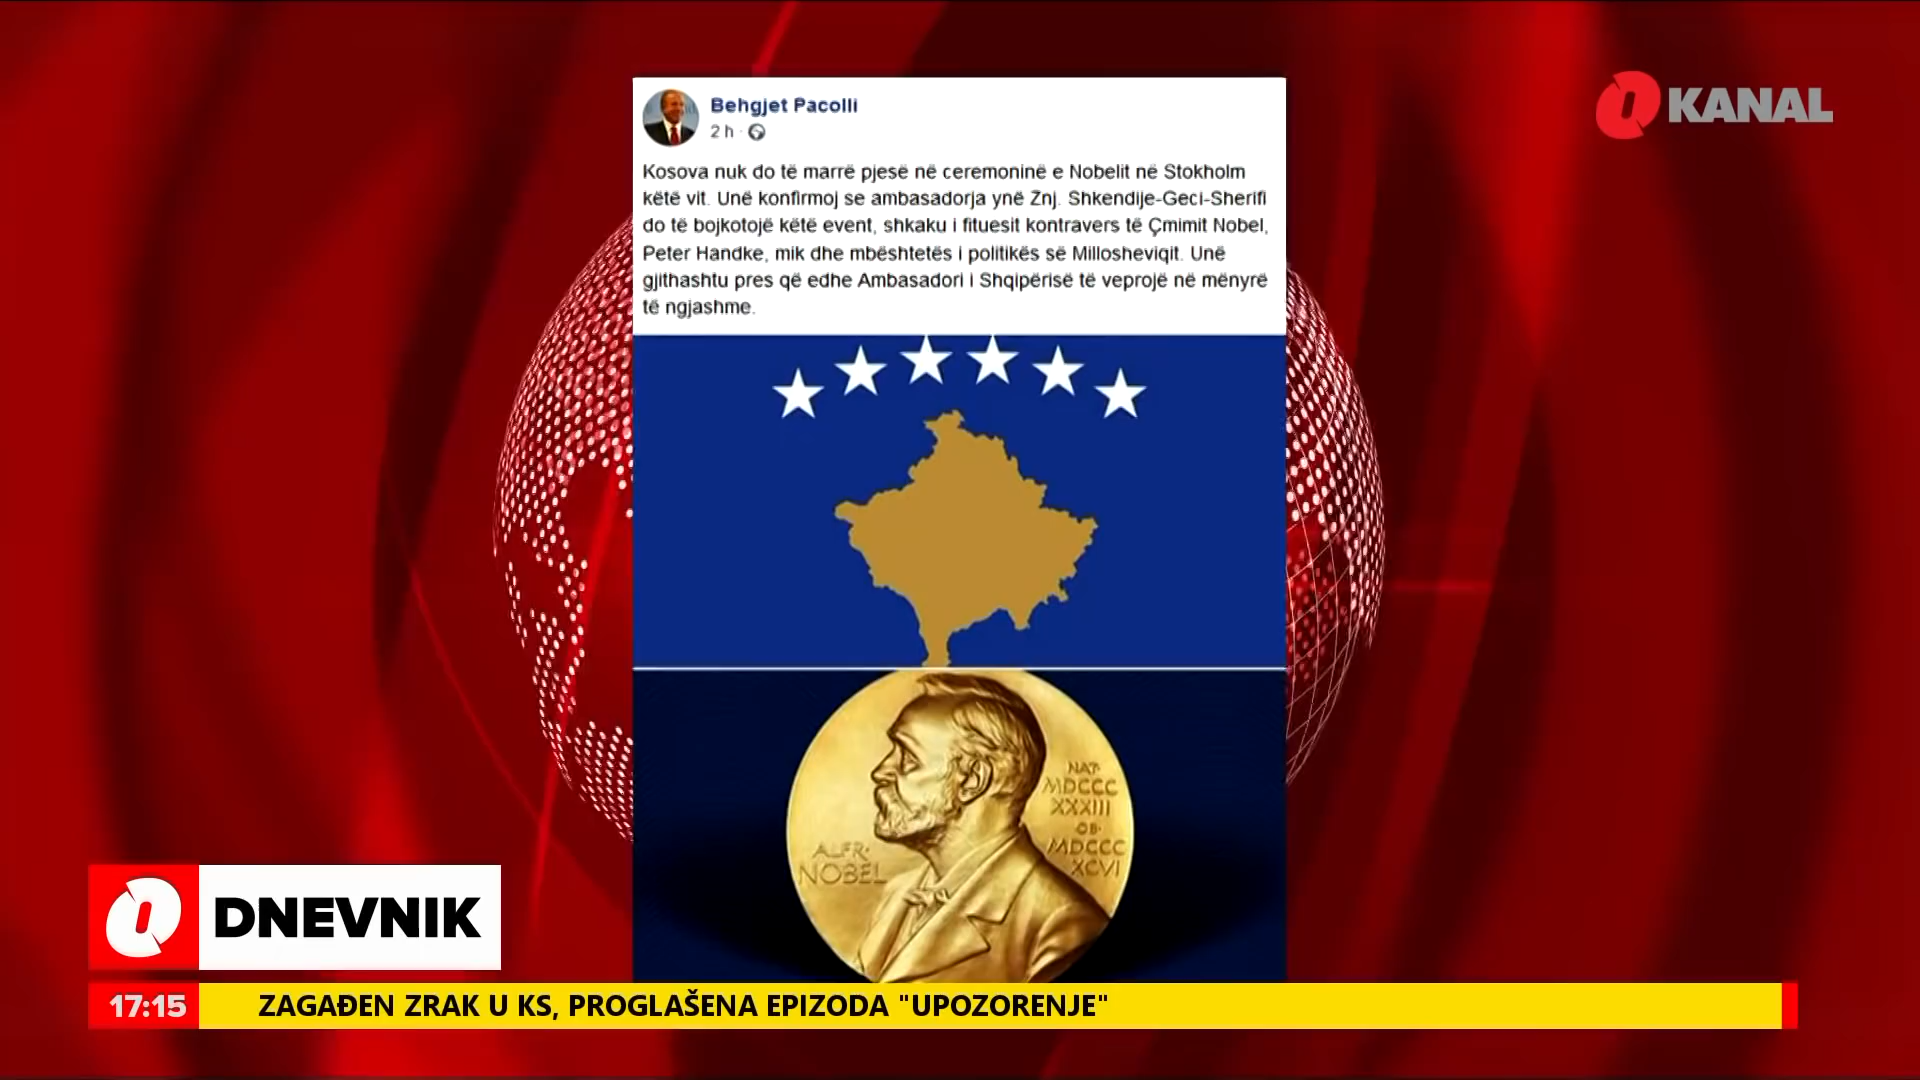 O KANAL
Behgjet Pacolli
2 h ·
Kosova nuk do të marrë pjesë në ceremoninë e Nobelit në Stokholm
këtë vit. Unë konfirmoj se ambasadorja ynë Znj. Shkendije-Geci-Sherifi
do të bojkotojë këtë event, shkaku i fituesit kontravers të Çmimit Nobel,
Peter Handke, mik dhe mbështetës i politikës së Millosheviqit. Unë
gjithashtu pres që edhe Ambasadori i Shqipërisë të veprojë në mënyrë
të ngjashme.
NAT·
MDCCC
XXXIII
OB·
MDCCC
XCVI
ALFR·
NOBEL
O DNEVNIK
17:15 ZAGAĐEN ZRAK U KS, PROGLAŠENA EPIZODA "UPOZORENJE"